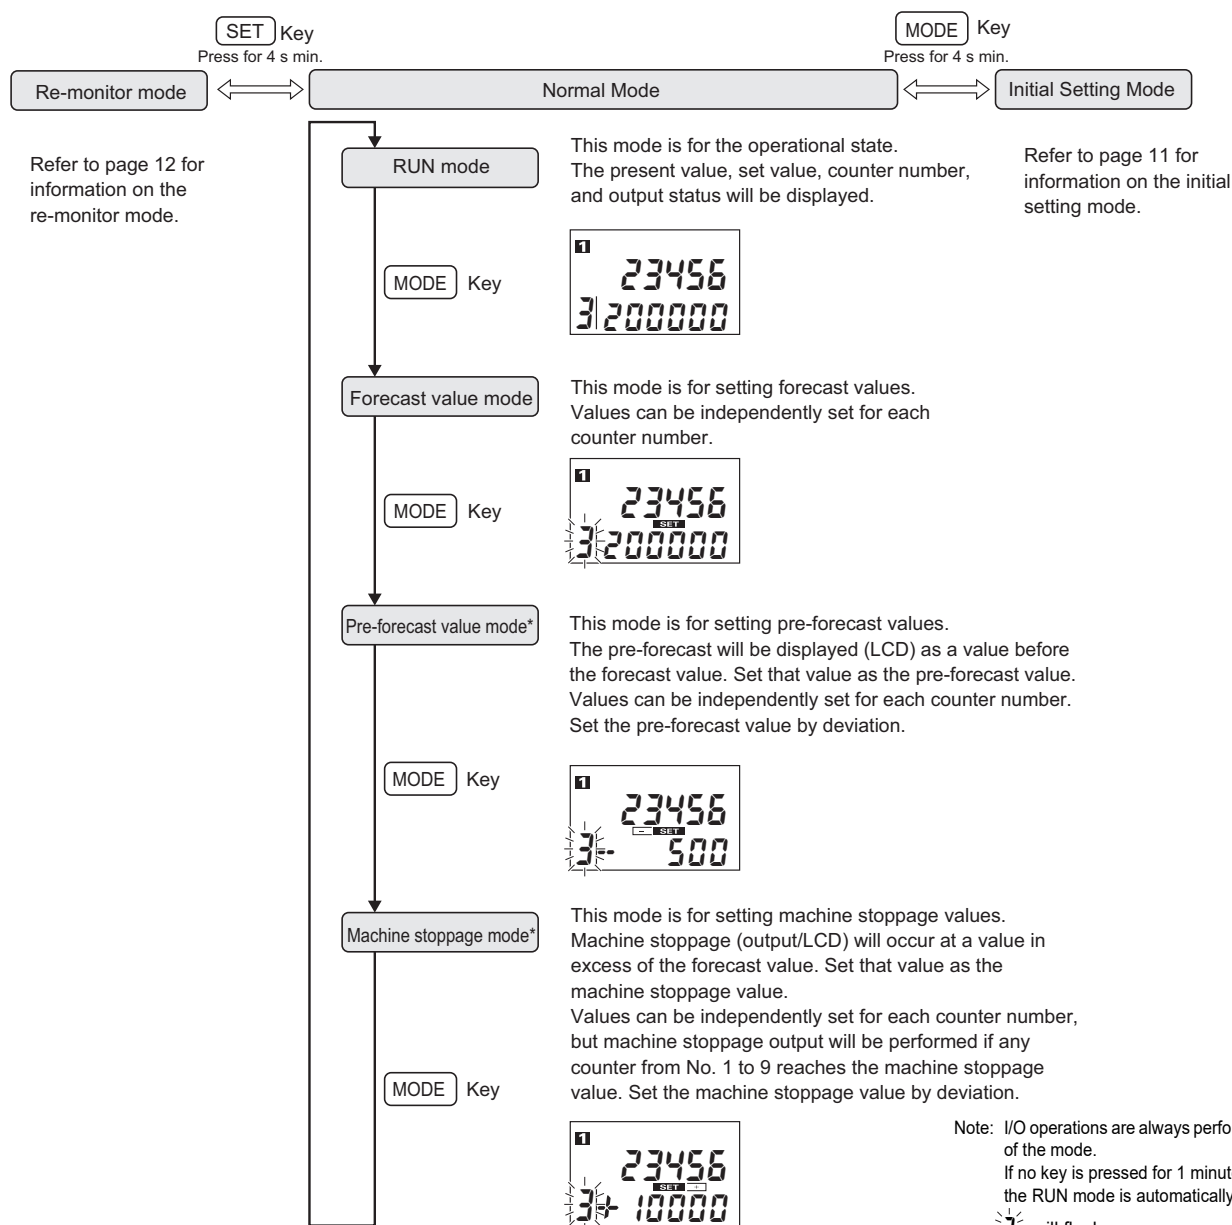 SET Key
Press for 4 s min.
MODE Key
Press for 4 s min.
Re-monitor mode
Normal Mode
Initial Setting Mode
Refer to page 12 for
information on the
re-monitor mode.
RUN mode
This mode is for the operational state.
The present value, set value, counter number,
and output status will be displayed.
Refer to page 11 for
information on the initial
setting mode.
1
23456
3 200000
MODE Key
Forecast value mode
This mode is for setting forecast values.
Values can be independently set for each
counter number.
1
23456
SET
3 200000
MODE Key
Pre-forecast value mode*
This mode is for setting pre-forecast values.
The pre-forecast will be displayed (LCD) as a value before
the forecast value. Set that value as the pre-forecast value.
Values can be independently set for each counter number.
Set the pre-forecast value by deviation.
1
23456
- SET
3 - 500
MODE Key
Machine stoppage mode*
This mode is for setting machine stoppage values.
Machine stoppage (output/LCD) will occur at a value in
excess of the forecast value. Set that value as the
machine stoppage value.
Values can be independently set for each counter number,
but machine stoppage output will be performed if any
counter from No. 1 to 9 reaches the machine stoppage
value. Set the machine stoppage value by deviation.
1
23456
SET +
3 + 10000
MODE Key
Note: I/O operations are always perfo
of the mode.
If no key is pressed for 1 minut
the RUN mode is automatically